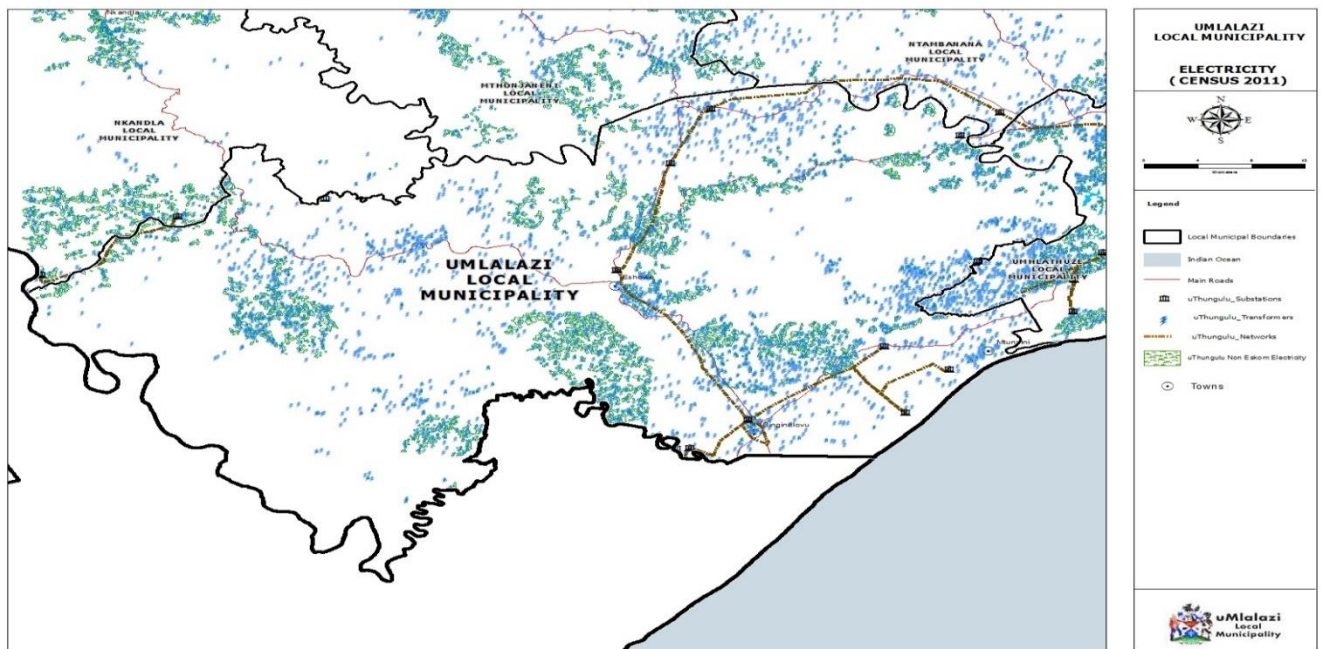 Nkandla
NKANDLA
LOCAL
MUNICIPALITY
MTHONJANENI
LOCAL
MUNICIPALITY
NTAMBANANA
LOCAL
MUNICIPALITY
UMLALAZI
LOCAL
MUNICIPALITY
Eshowe
UMHLATHUZE
LOCAL
MUNICIPALITY
Mtunzini
Gingindlovu
UMLALAZI
LOCAL MUNICIPALITY
ELECTRICITY
(CENSUS 2011)
N
W E
S
Legend
Local Municipal Boundaries
Indian Ocean
Main Roads
uThungulu_Substations
uThungulu_Transformers
uThungulu_Networks
uThungulu Non Eskom Electricity
Towns
uMlalazi
Local
Municipality